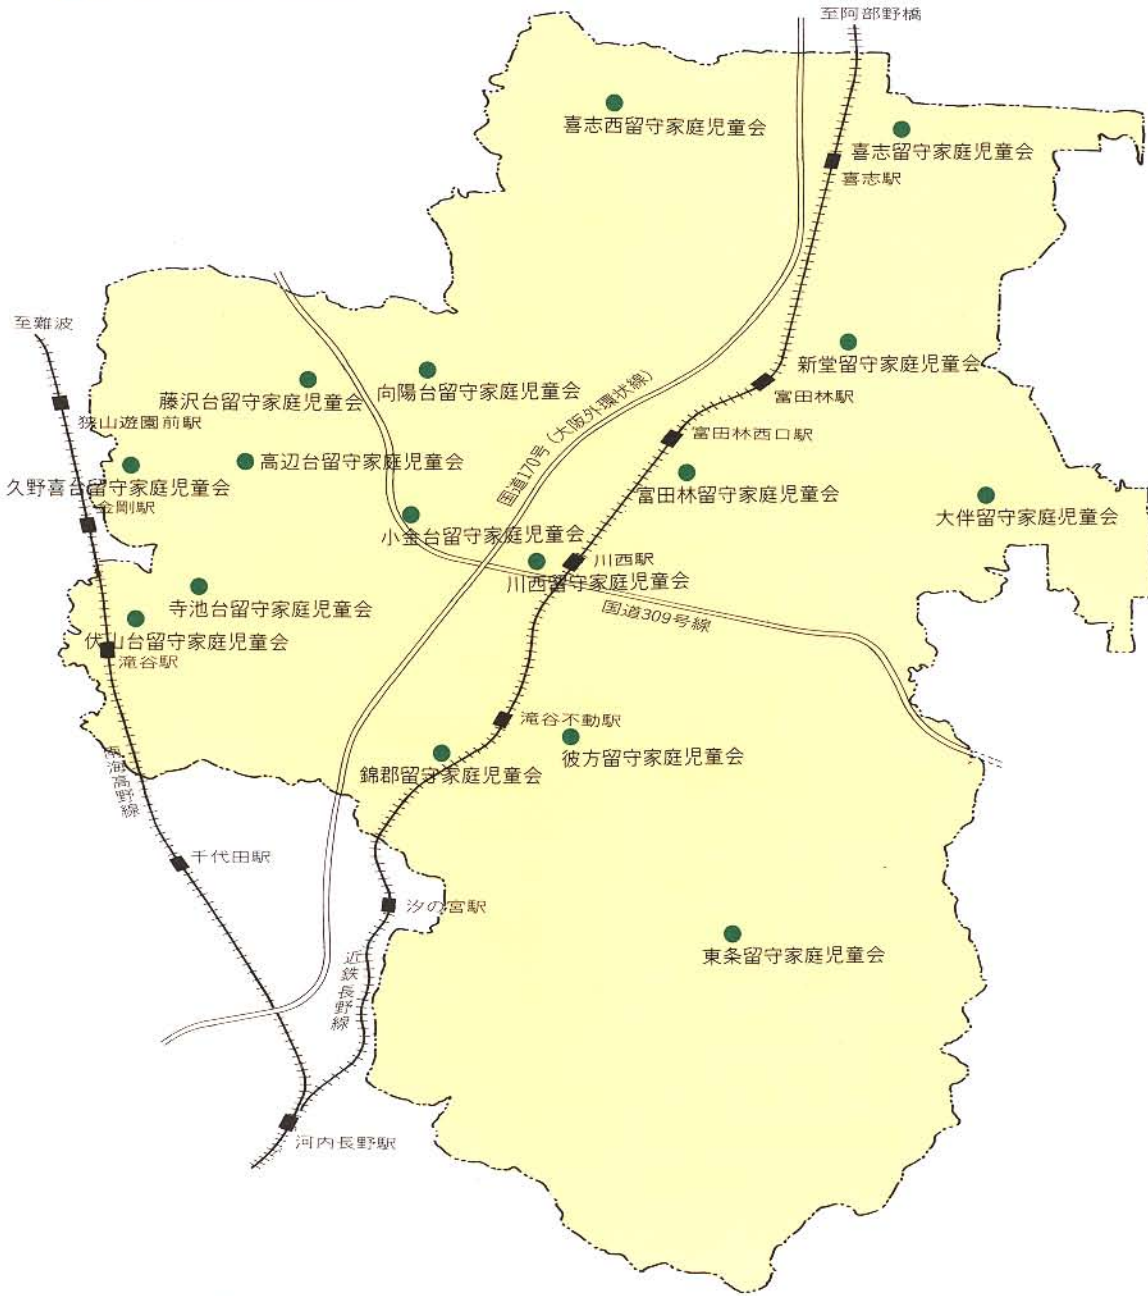 至阿部野橋
喜志西留守家庭児童会
喜志留守家庭児童会
喜志駅
至難波
新堂留守家庭児童会
向陽台留守家庭児童会
藤沢台留守家庭児童会
富田林駅
狭山遊園前駅
国道170号(大阪外環状線)
富田林西口駅
高辺台留守家庭児童会
久野喜台留守家庭児童会
富田林留守家庭児童会
金剛駅
大伴留守家庭児童会
小金台留守家庭児童会
川西駅
川西留守家庭児童会
寺池台留守家庭児童会
国道309号線
伏山台留守家庭児童会
滝谷駅
滝谷不動駅
彼方留守家庭児童会
錦郡留守家庭児童会
南海高野線
千代田駅
汐の宮駅
東条留守家庭児童会
近鉄長野線
河内長野駅